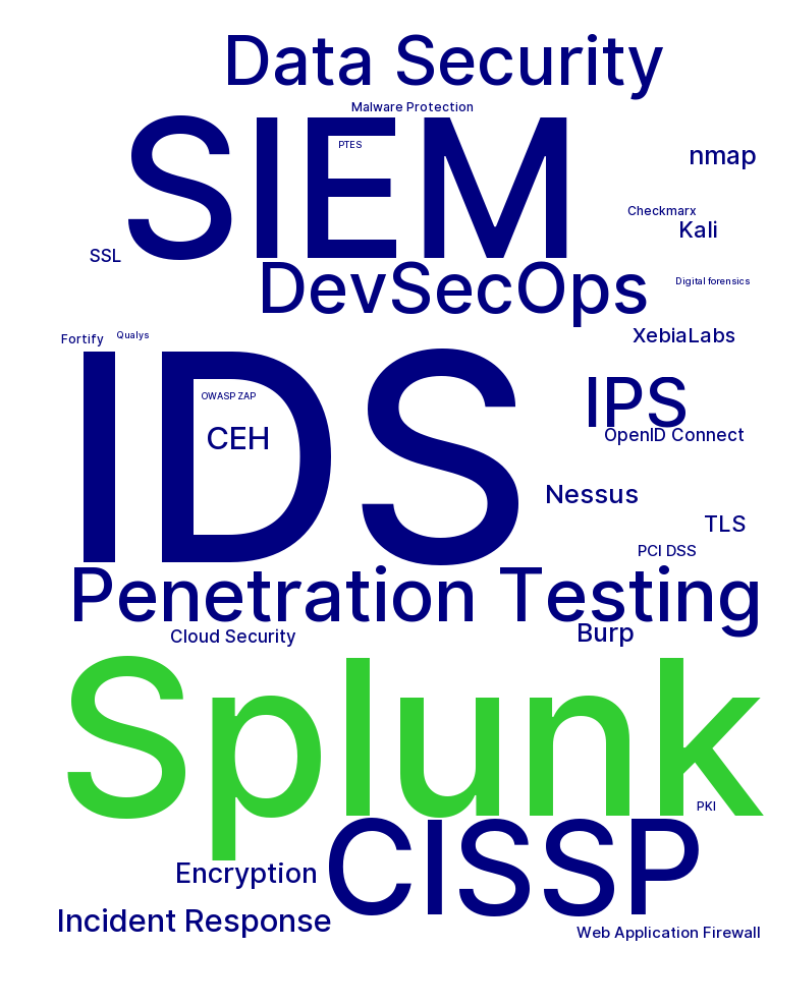 Data Security
Malware Protection
SIEM
PTES
nmap
Checkmarx
Kali
SSL
DevSecOps
Digital forensics
Fortify
Qualys
XebiaLabs
IDS
OWASP ZAP
CEH
IPS
OpenID Connect
Nessus
TLS
PCI DSS
Penetration Testing
Cloud Security
Burp
Splunk
PKI
CISSP
Encryption
Incident Response
Web Application Firewall